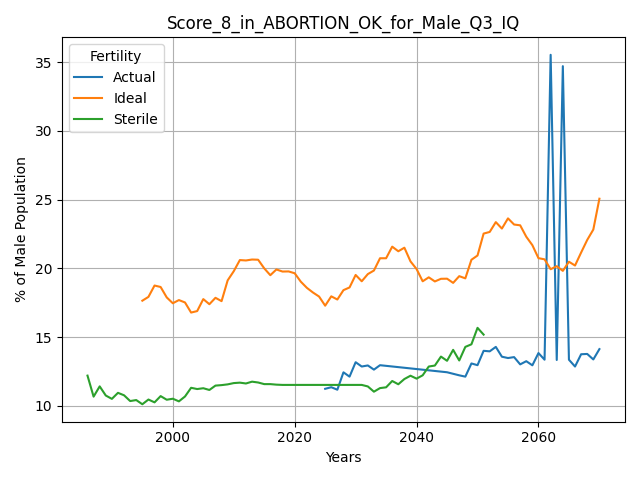 Score_8_in_ABORTION_OK_for_Male_Q3_IQ
Fertility
Actual
Ideal
Sterile
% of Male Population
35
30
25
20
15
10
2000
2020
2040
2060
Years